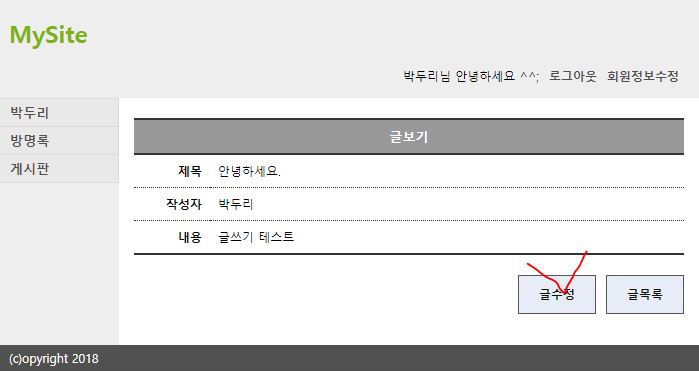 MySite
박두리님 안녕하세요 ^^; 로그아웃 회원정보수정
박두리
방명록
게시판
글보기
제목 안녕하세요.
작성자 박두리
내용 글쓰기 테스트
글수정 글목록
(c)opyright 2018